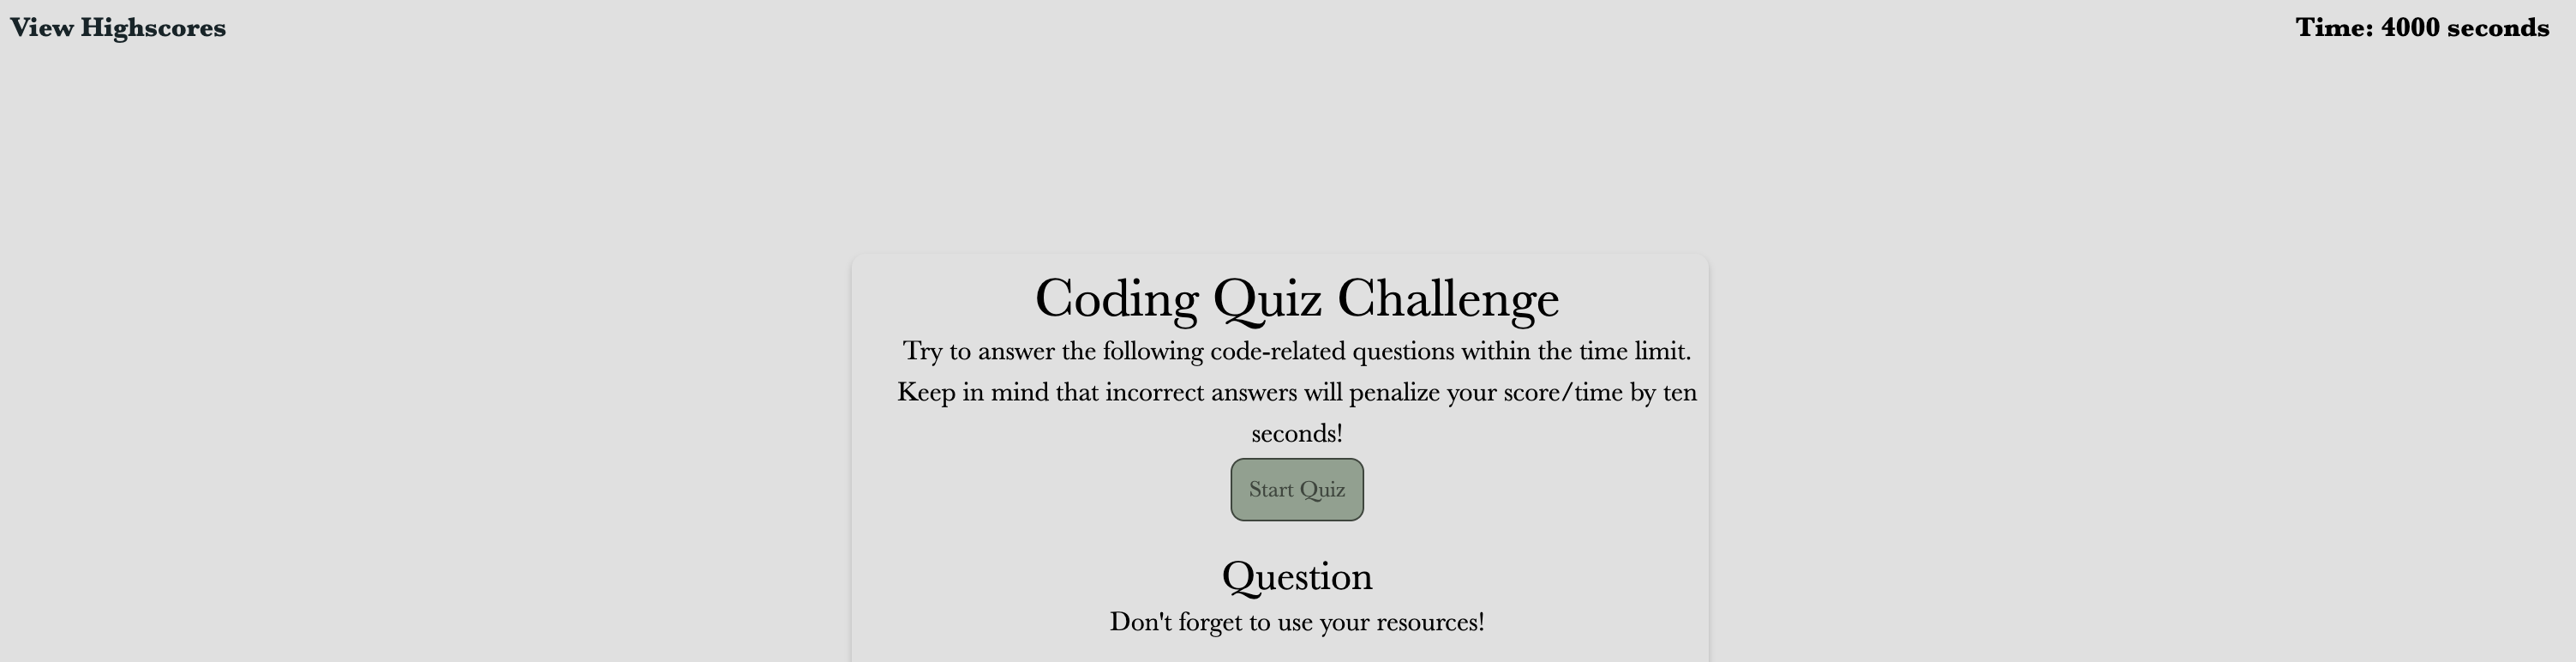 View Highscores
Time: 4000 seconds
Coding Quiz Challenge
Try to answer the following code-related questions within the time limit.
Keep in mind that incorrect answers will penalize your score/time by ten
seconds!
Start Quiz
Question
Don't forget to use your resources!